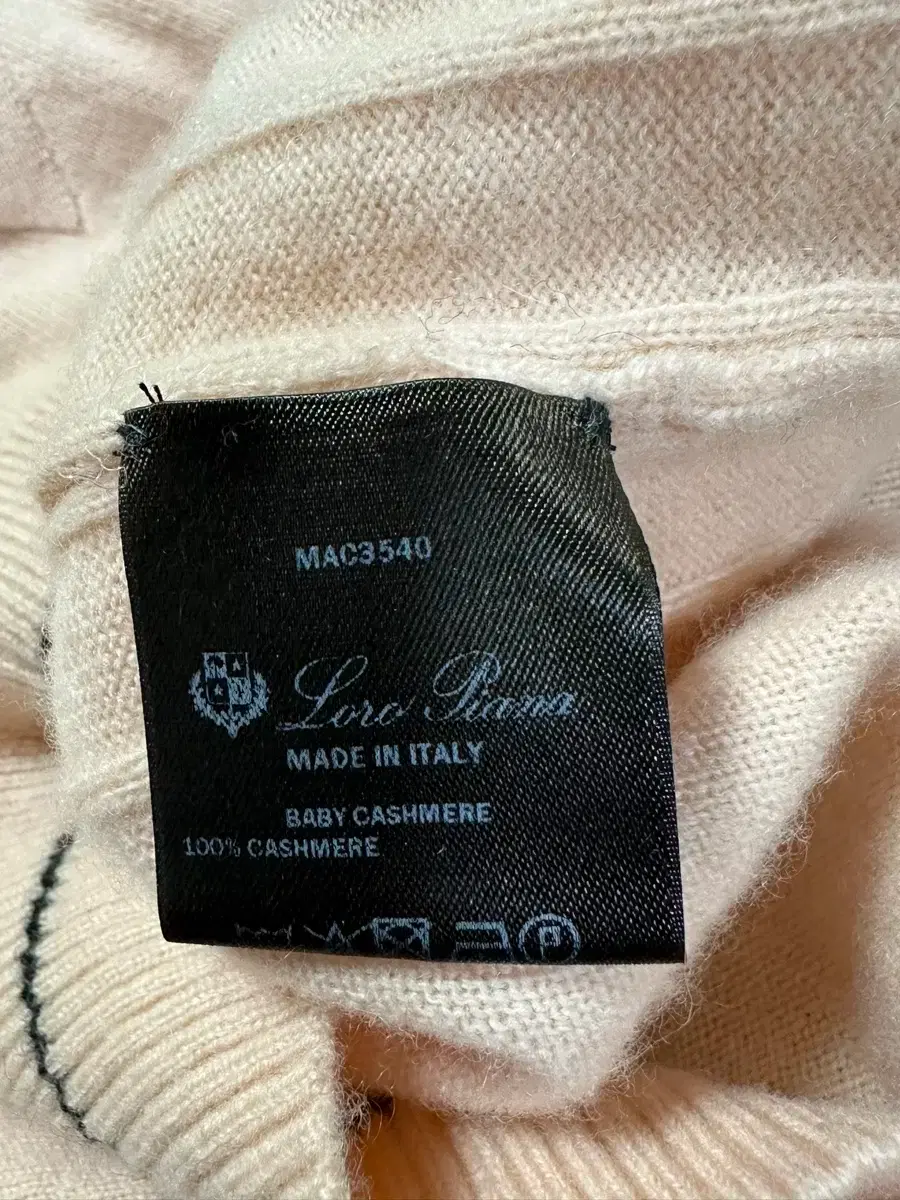 MAC3540
Loro Piana
MADE IN ITALY
BABY CASHMERE
100% CASHMERE
P